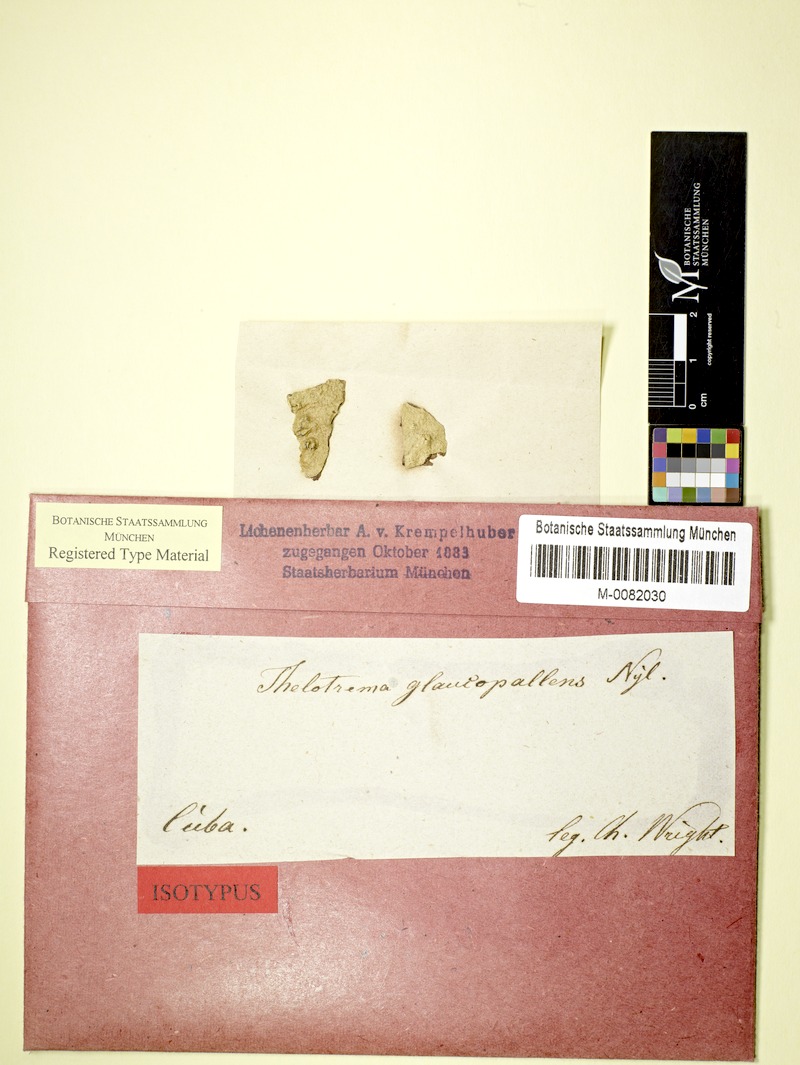 BOTANISCHE
STAATSSAMMLUNG
MÜNCHEN
M
copyright reserved
0 1 2
cm
BOTANISCHE STAATSSAMMLUNG
MÜNCHEN
Registered Type Material
Lichenenherbar A. v. Krempelhuber
zugegangen Oktober 1883
Staatsherbarium München
Botanische Staatssammlung München
M-0082030
Thelotrema glaucopallens Nyl.
Cuba.
leg. Ch. Wright.
ISOTYPUS